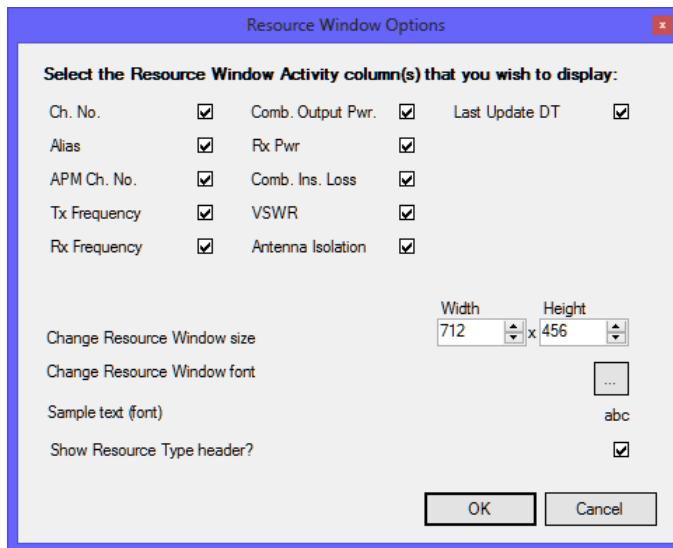 Resource Window Options
x
Select the Resource Window Activity column(s) that you wish to display:
Ch. No. Comb. Output Pwr. Last Update DT
Alias Rx Pwr
APM Ch. No. Comb. Ins. Loss
Tx Frequency VSWR
Rx Frequency Antenna Isolation
Width Height
Change Resource Window size 712 x 456
Change Resource Window font ...
Sample text (font) abc
Show Resource Type header?
OK Cancel